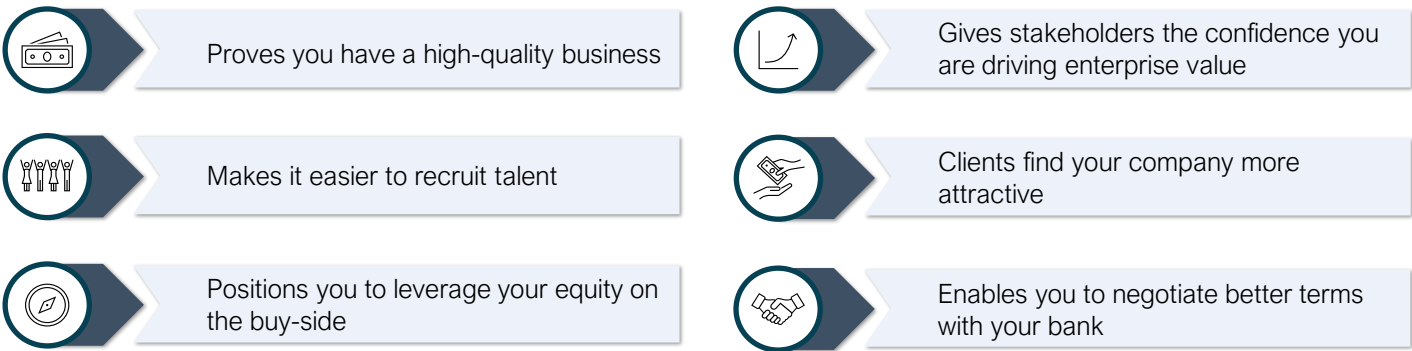 Proves you have a high-quality business
Makes it easier to recruit talent
Positions you to leverage your equity on
the buy-side
Gives stakeholders the confidence you
are driving enterprise value
Clients find your company more
attractive
Enables you to negotiate better terms
with your bank